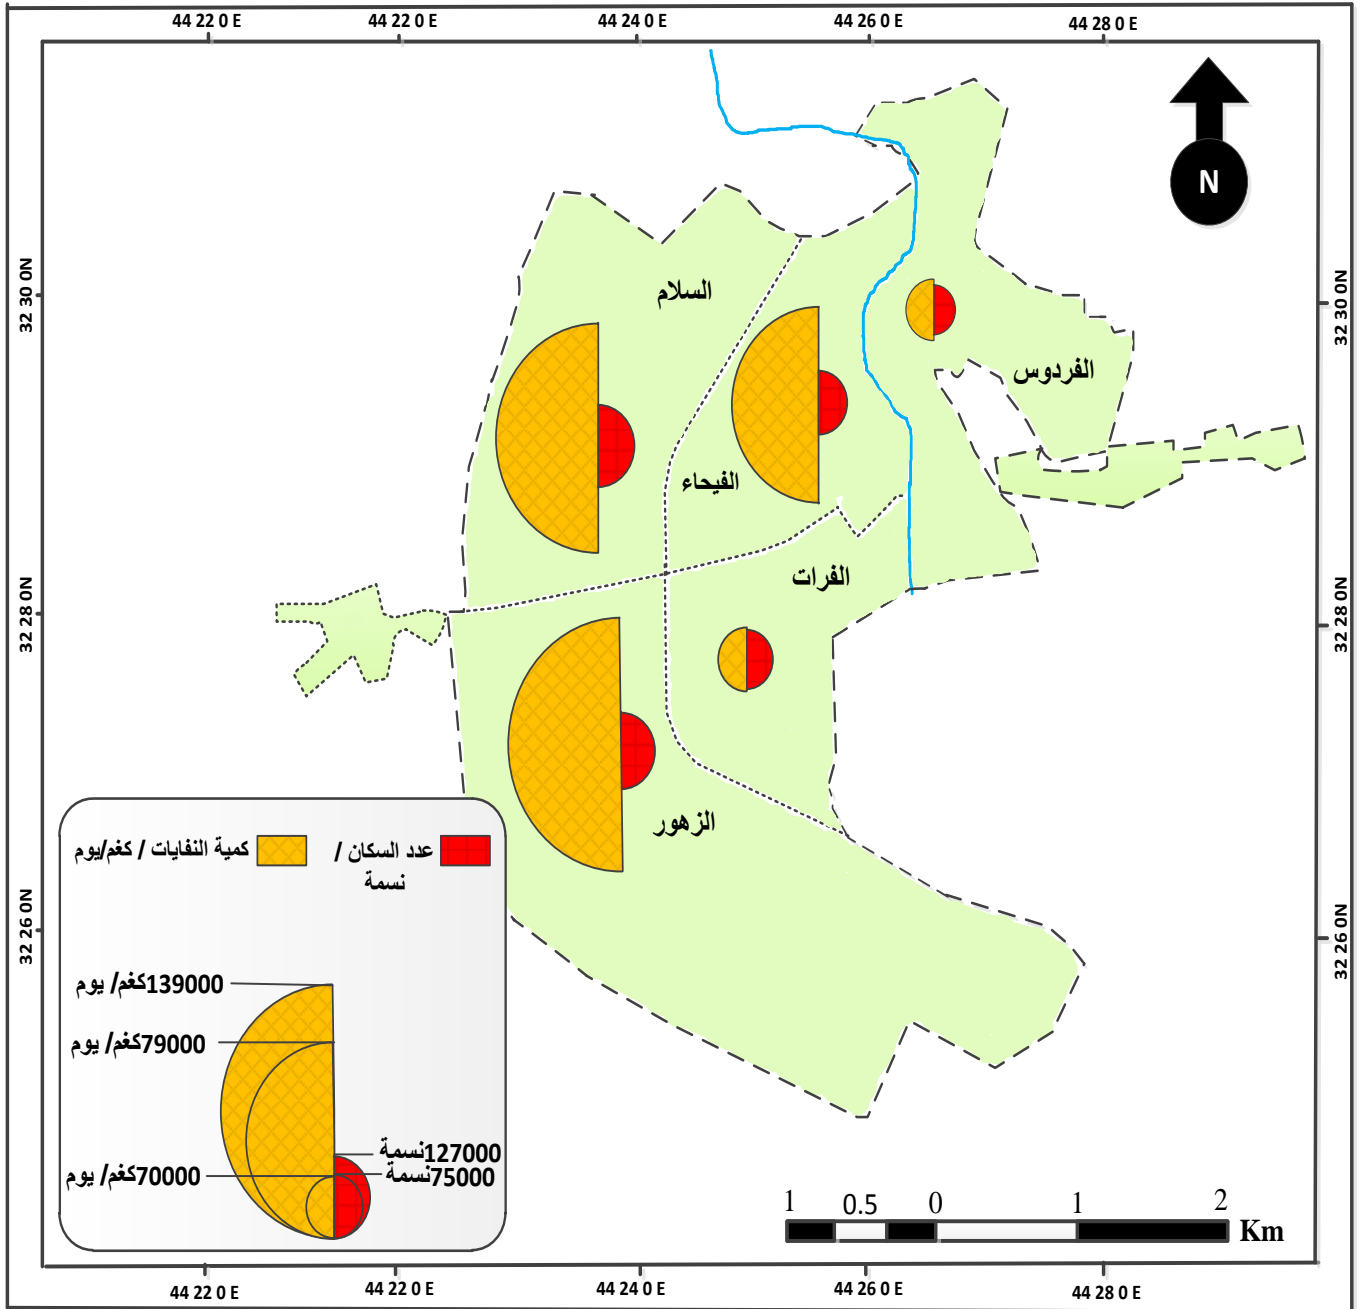 44 22 0 E
44 22 0 E
44 24 0 E
44 26 0 E
44 28 0 E
N
32 30 0N
32 30 0N
السلام
الفردوس
الفيحاء
الفرات
32 28 0N
32 28 0N
الزهور
عدد السكان / نسمة
كمية النفايات / كغم/يوم
32 26 0N
32 26 0N
139000كغم/ يوم
79000كغم/ يوم
127000نسمة
75000نسمة
70000كغم/ يوم
1 0.5 0 1 2
Km
44 22 0 E
44 22 0 E
44 24 0 E
44 26 0 E
44 28 0 E